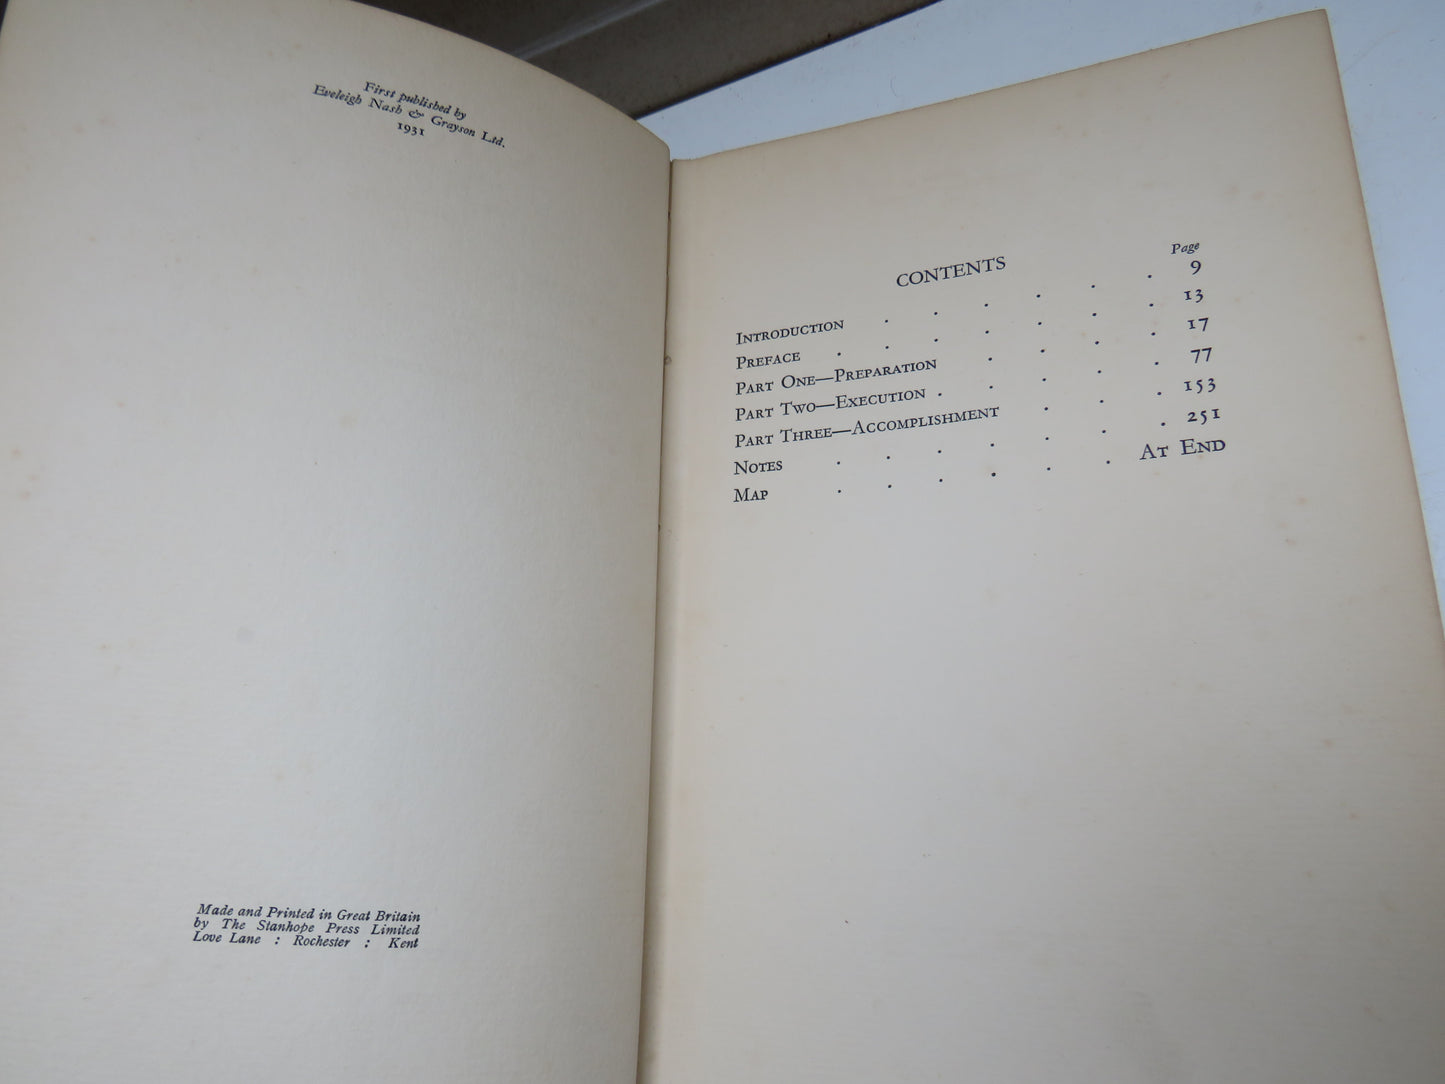 First published by
Eveleigh Nash & Grayson Ltd.
1931
Made and Printed in Great Britain
by The Stanhope Press Limited
Love Lane : Rochester : Kent
CONTENTS
Page
Introduction . . . . . . 9
Preface . . . . . . . 13
Part One—Preparation . . . . 17
Part Two—Execution . . . . . 77
Part Three—Accomplishment . . . 153
Notes . . . . . . . 251
Map . . . . . . At End